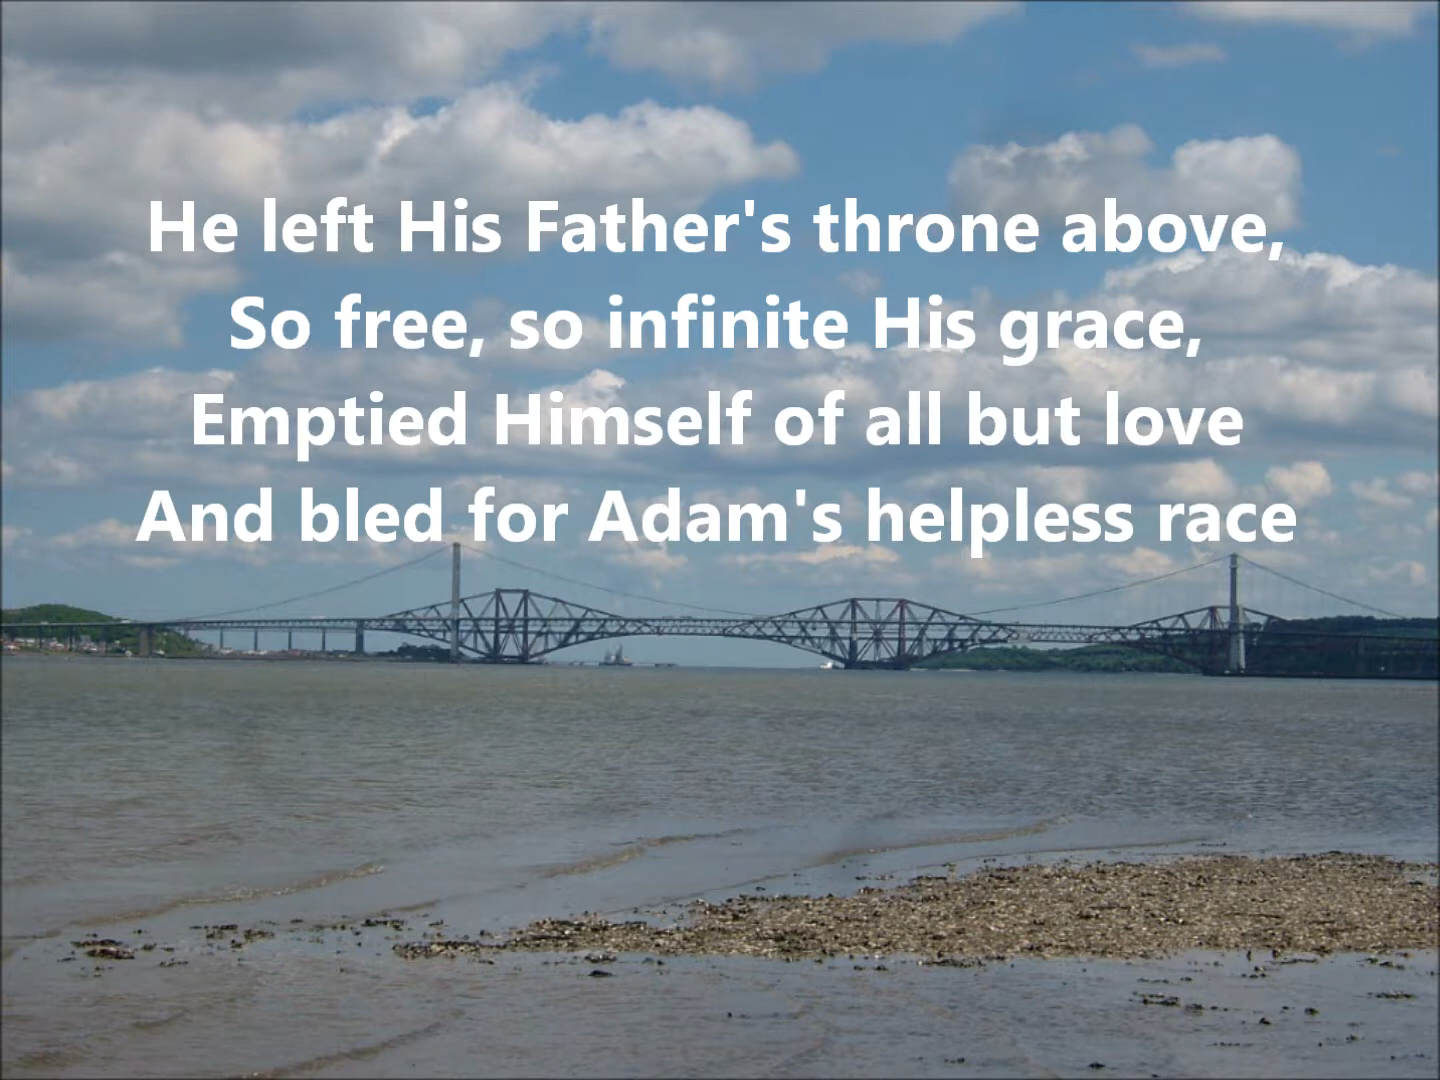 He left His Father's throne above,
So free, so infinite His grace,
Emptied Himself of all but love
And bled for Adam's helpless race